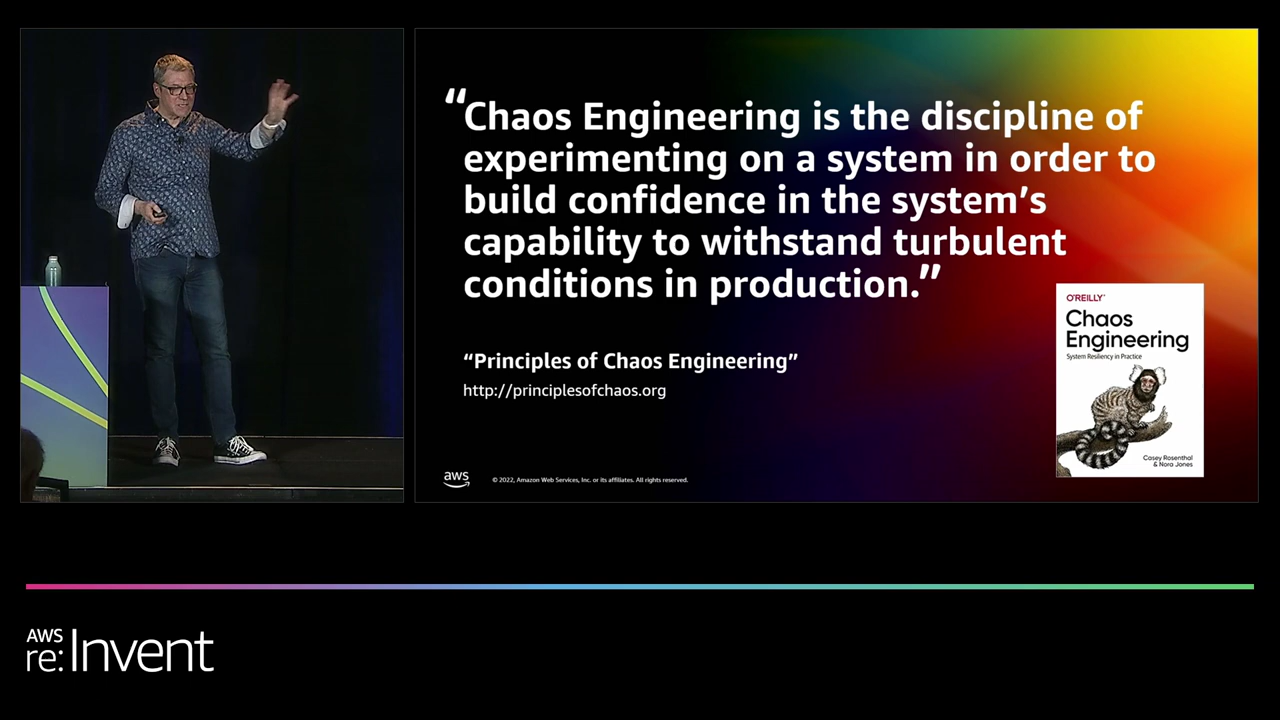 “Chaos Engineering is the discipline of
experimenting on a system in order to
build confidence in the system’s
capability to withstand turbulent
conditions in production.”
“Principles of Chaos Engineering”
http://principlesofchaos.org
O'REILLY®
Chaos
Engineering
System Resiliency in Practice
Casey Rosenthal
& Nora Jones
aws
© 2022, Amazon Web Services, Inc. or its affiliates. All rights reserved.
AWS
re:Invent